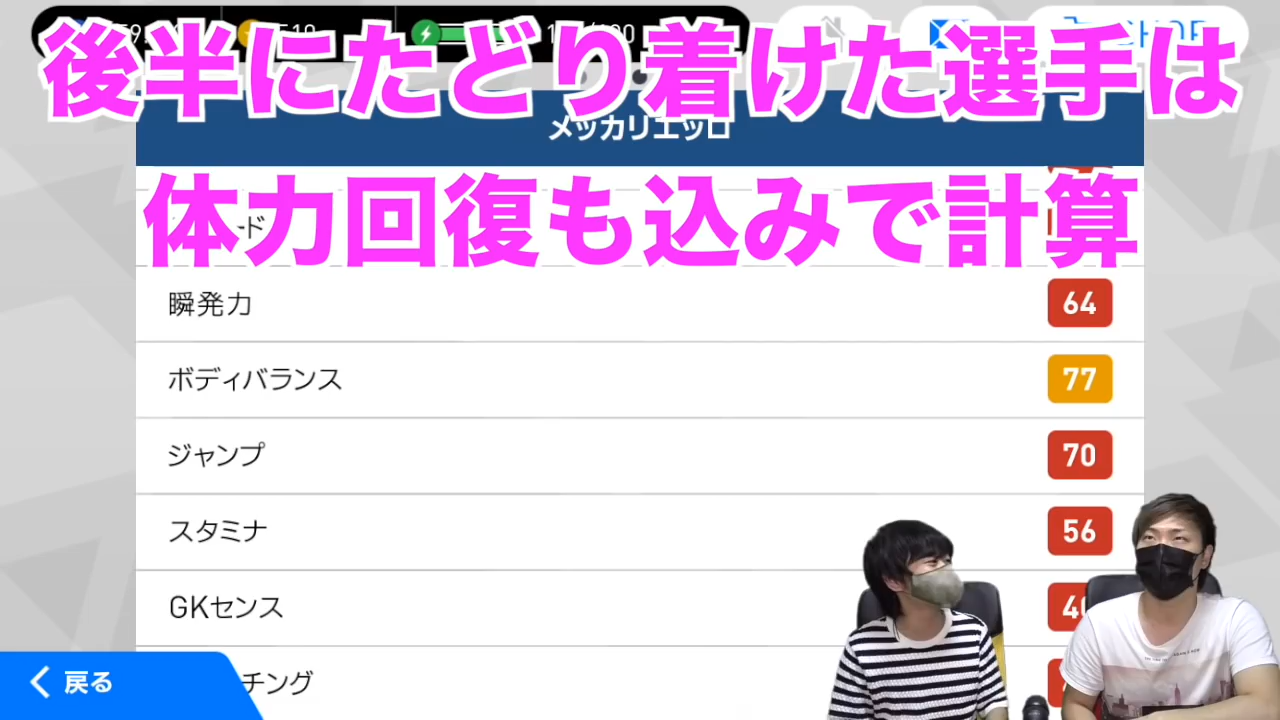 後半にたどり着けた選手は
メッカリエッロ
体力回復も込みで計算
瞬発力 64
ボディバランス 77
ジャンプ 70
スタミナ 56
GKセンス
チング
戻る